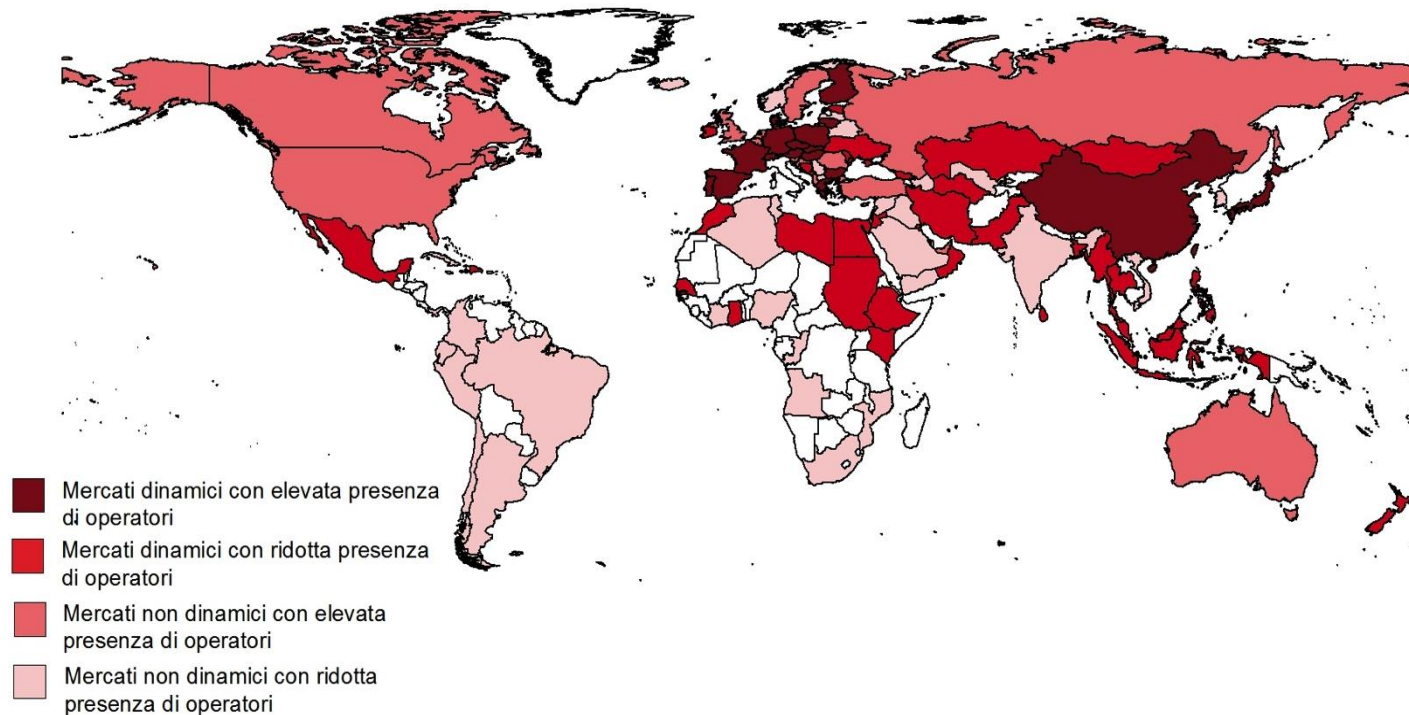 Mercati dinamici con elevata presenza
di operatori
Mercati dinamici con ridotta presenza
di operatori
Mercati non dinamici con elevata
presenza di operatori
Mercati non dinamici con ridotta
presenza di operatori